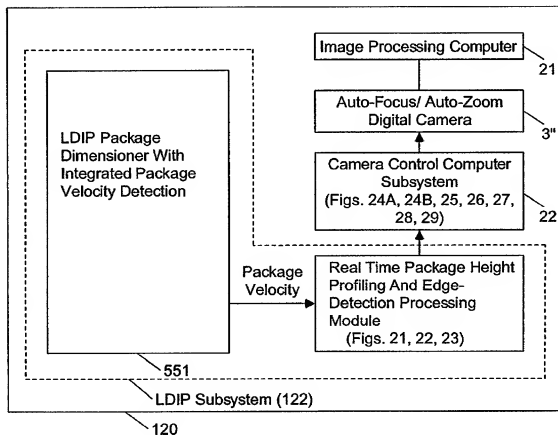 Image Processing Computer
21
Auto-Focus/ Auto-Zoom
Digital Camera
3"
Camera Control Computer
Subsystem
(Figs. 24A, 24B, 25, 26, 27,
28, 29)
22
LDIP Package
Dimensioner With
Integrated Package
Velocity Detection
Package
Velocity
Real Time Package Height
Profiling And Edge-
Detection Processing
Module
(Figs. 21, 22, 23)
551
LDIP Subsystem (122)
120